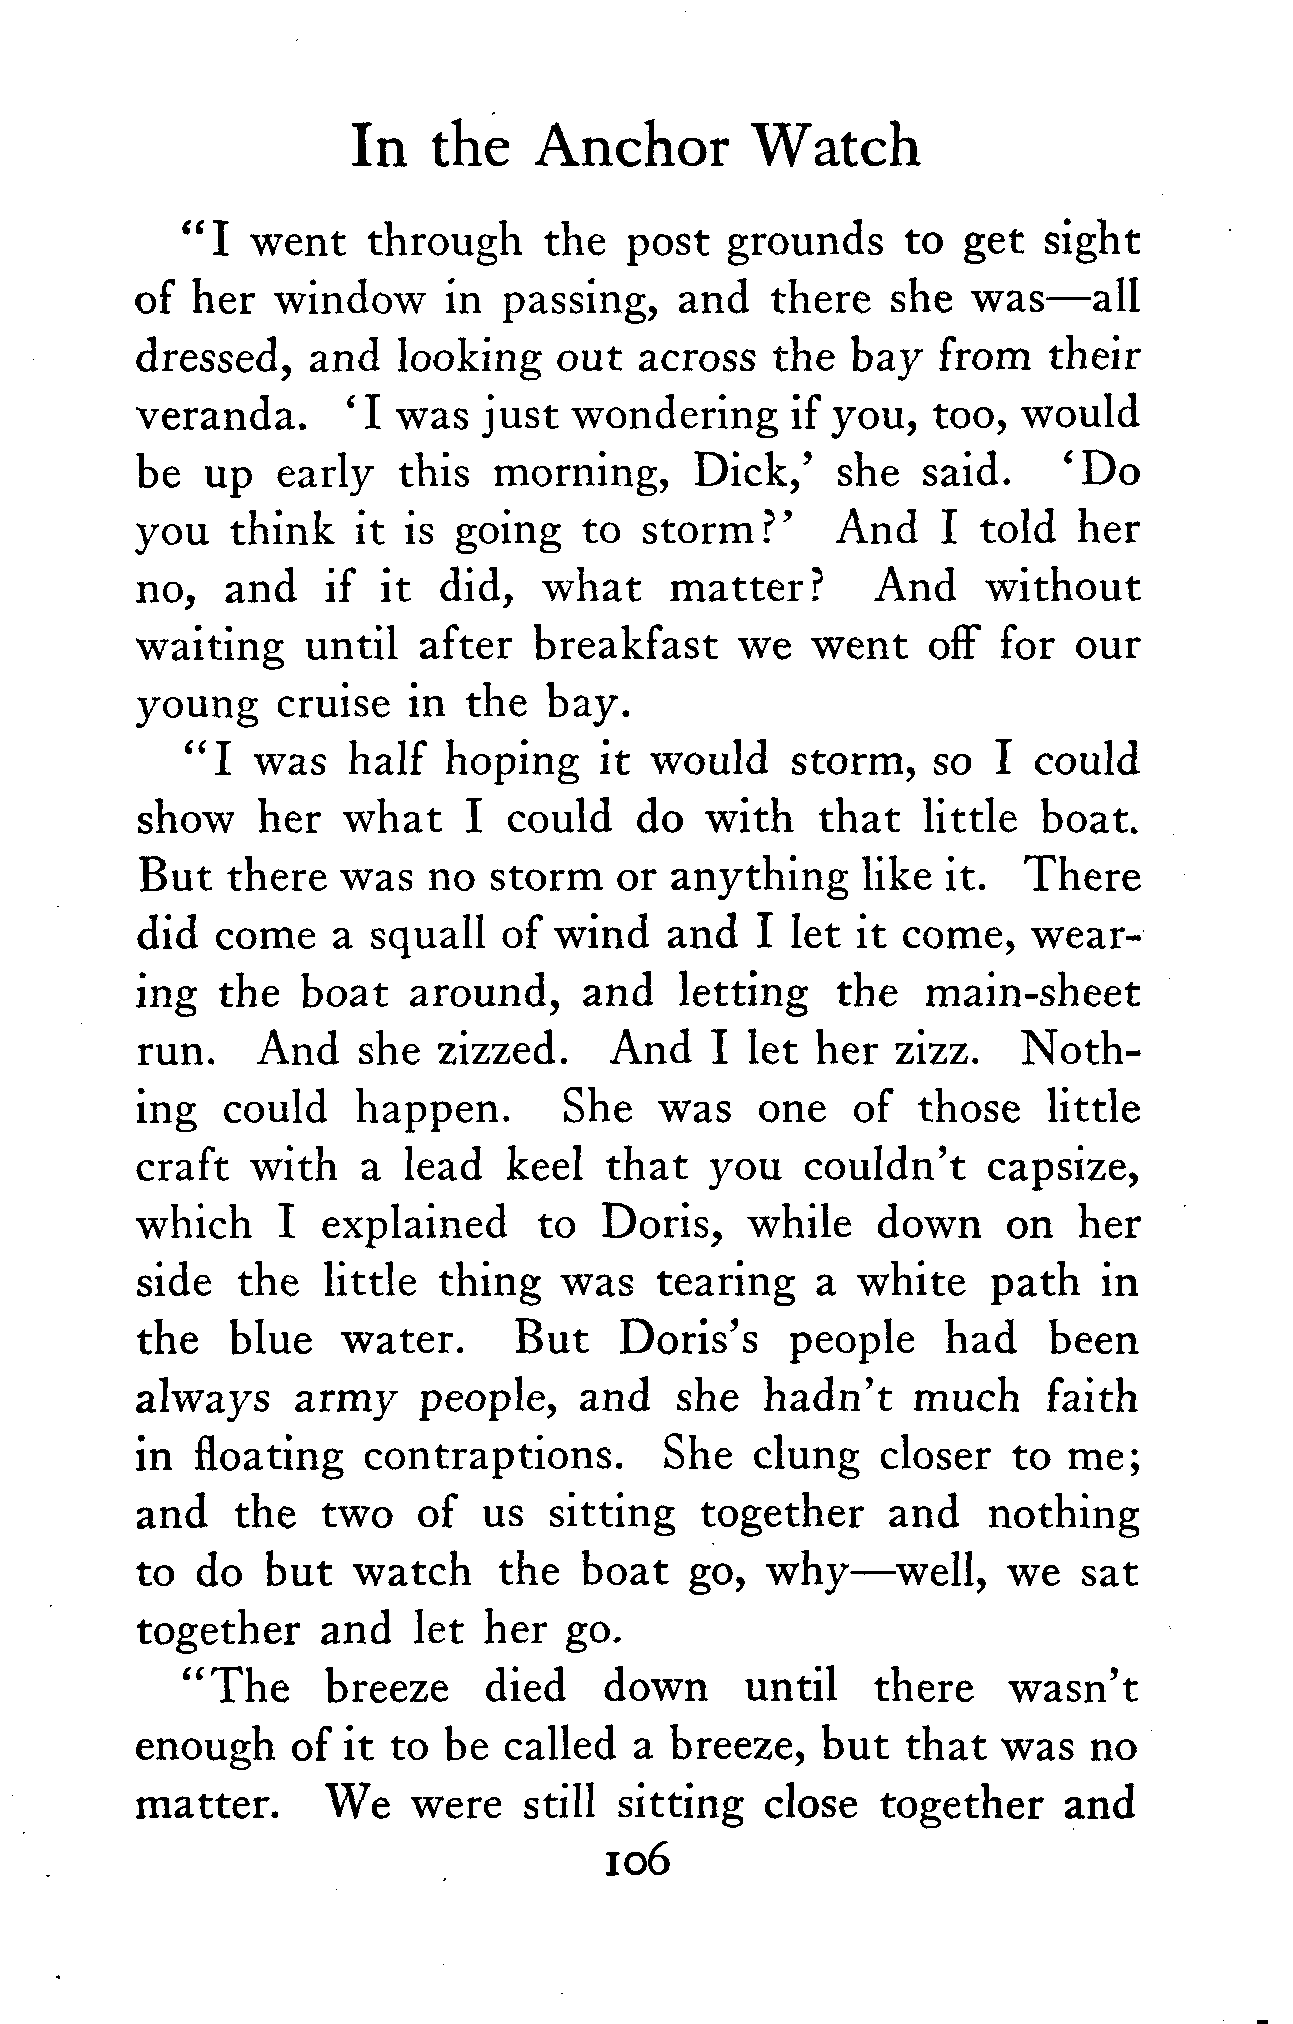 In the Anchor Watch
"I went through the post grounds to get sight
of her window in passing, and there she was—all
dressed, and looking out across the bay from their
veranda. 'I was just wondering if you, too, would
be up early this morning, Dick,' she said. 'Do
you think it is going to storm?' And I told her
no, and if it did, what matter? And without
waiting until after breakfast we went off for our
young cruise in the bay.
"I was half hoping it would storm, so I could
show her what I could do with that little boat.
But there was no storm or anything like it. There
did come a squall of wind and I let it come, wear-
ing the boat around, and letting the main-sheet
run. And she zizzed. And I let her zizz. Noth-
ing could happen. She was one of those little
craft with a lead keel that you couldn't capsize,
which I explained to Doris, while down on her
side the little thing was tearing a white path in
the blue water. But Doris's people had been
always army people, and she hadn't much faith
in floating contraptions. She clung closer to me;
and the two of us sitting together and nothing
to do but watch the boat go, why—well, we sat
together and let her go.
"The breeze died down until there wasn't
enough of it to be called a breeze, but that was no
matter. We were still sitting close together and
106